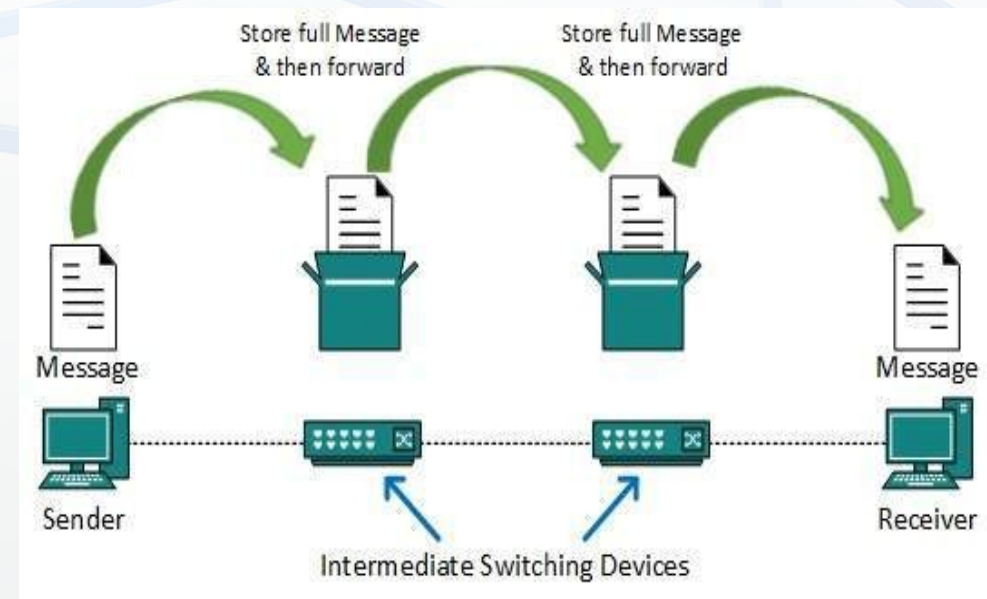 Store full Message
& then forward
Store full Message
& then forward
Message
Message
Sender
Receiver
Intermediate Switching Devices